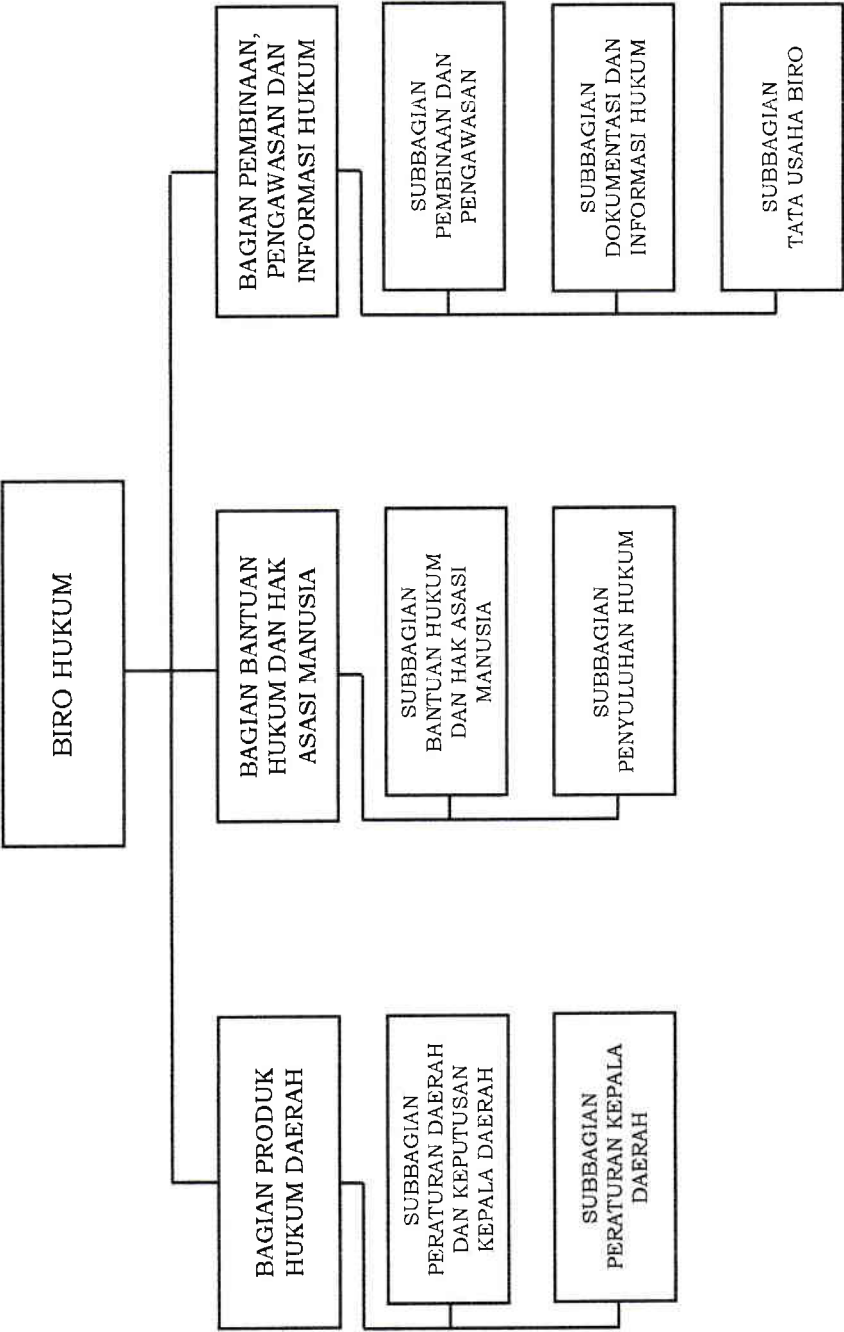 BIRO HUKUM
BAGIAN PRODUK
HUKUM DAERAH
SUBBAGIAN
PERATURAN DAERAH
DAN KEPUTUSAN
KEPALA DAERAH
SUBBAGIAN
PERATURAN KEPALA
DAERAH
BAGIAN BANTUAN
HUKUM DAN HAK
ASASI MANUSIA
SUBBAGIAN
BANTUAN HUKUM
DAN HAK ASASI
MANUSIA
SUBBAGIAN
PENYULUHAN HUKUM
BAGIAN PEMBINAAN,
PENGAWASAN DAN
INFORMASI HUKUM
SUBBAGIAN
PEMBINAAN DAN
PENGAWASAN
SUBBAGIAN
DOKUMENTASI DAN
INFORMASI HUKUM
SUBBAGIAN
TATA USAHA BIRO